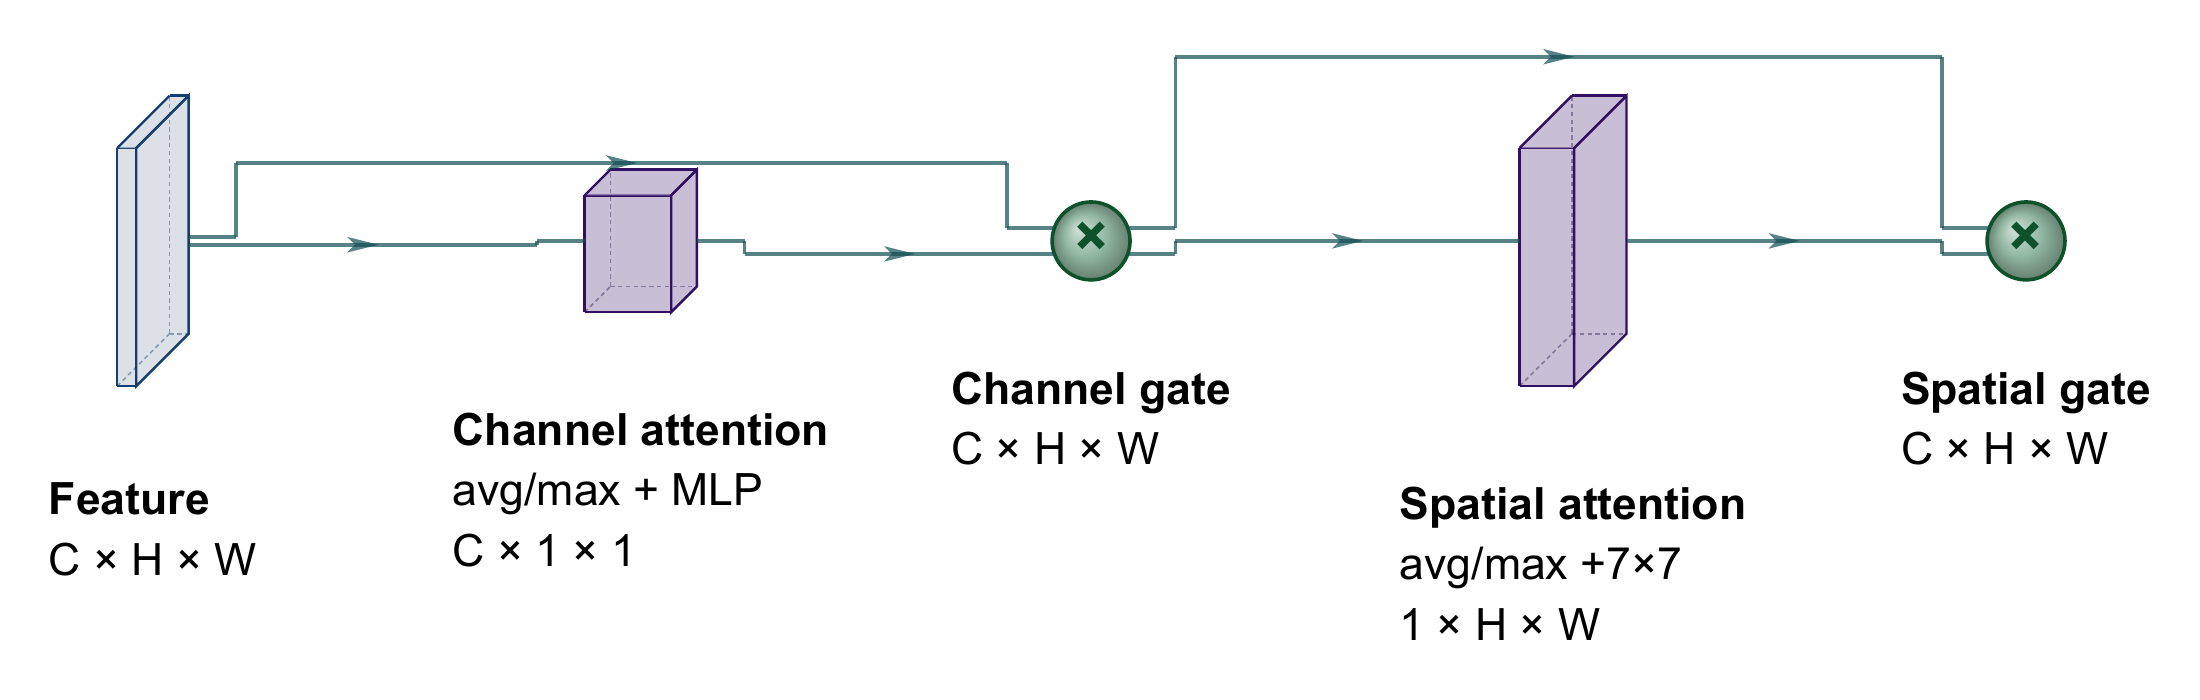 Feature
C × H × W
Channel attention
avg/max + MLP
C × 1 × 1
Channel gate
C × H × W
Spatial attention
avg/max +7×7
1 × H × W
Spatial gate
C × H × W